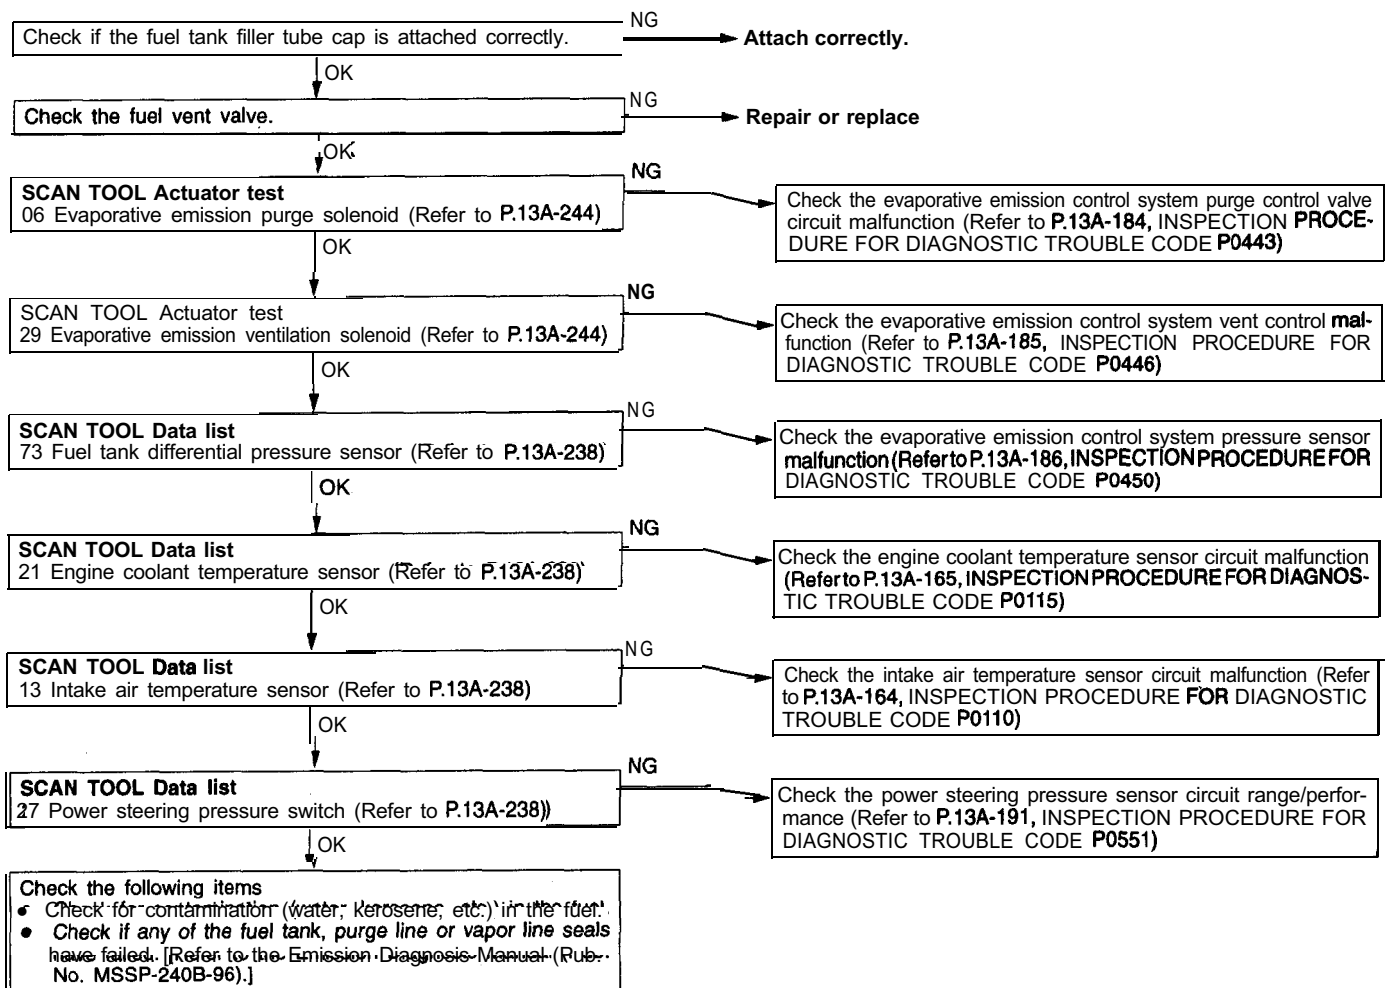 Check if the fuel tank filler tube cap is attached correctly.
NG
Attach correctly.
OK
Check the fuel vent valve.
NG
Repair or replace
OK
SCAN TOOL Actuator test
06 Evaporative emission purge solenoid (Refer to P.13A-244)
NG
Check the evaporative emission control system purge control valve
circuit malfunction (Refer to P.13A-184, INSPECTION PROCE-
DURE FOR DIAGNOSTIC TROUBLE CODE P0443)
OK
SCAN TOOL Actuator test
29 Evaporative emission ventilation solenoid (Refer to P.13A-244)
NG
Check the evaporative emission control system vent control mal-
function (Refer to P.13A-185, INSPECTION PROCEDURE FOR
DIAGNOSTIC TROUBLE CODE P0446)
OK
SCAN TOOL Data list
73 Fuel tank differential pressure sensor (Refer to P.13A-238)
NG
Check the evaporative emission control system pressure sensor
malfunction (Refer to P.13A-186, INSPECTION PROCEDURE FOR
DIAGNOSTIC TROUBLE CODE P0450)
OK
SCAN TOOL Data list
21 Engine coolant temperature sensor (Refer to P.13A-238)
NG
Check the engine coolant temperature sensor circuit malfunction
(Refer to P.13A-165, INSPECTION PROCEDURE FOR DIAGNOS-
TIC TROUBLE CODE P0115)
OK
SCAN TOOL Data list
13 Intake air temperature sensor (Refer to P.13A-238)
NG
Check the intake air temperature sensor circuit malfunction (Refer
to P.13A-164, INSPECTION PROCEDURE FOR DIAGNOSTIC
TROUBLE CODE P0110)
OK
SCAN TOOL Data list
27 Power steering pressure switch (Refer to P.13A-238))
NG
Check the power steering pressure sensor circuit range/perfor-
mance (Refer to P.13A-191, INSPECTION PROCEDURE FOR
DIAGNOSTIC TROUBLE CODE P0551)
OK
Check the following items
• Check for contamination (water, kerosene, etc.) in the fuel.
• Check if any of the fuel tank, purge line or vapor line seals
have failed. [Refer to the Emission Diagnosis Manual (Pub.
No. MSSP-240B-96).]